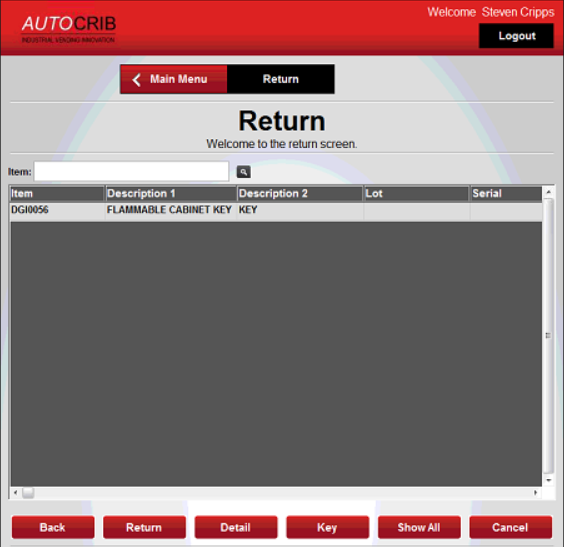 Welcome Steven Cripps
AUTOCRIB
INDUSTRIAL VENDING INNOVATION
Logout
Main Menu
Return
Return
Welcome to the return screen.
Item:
Item Description 1 Description 2 Lot Serial
DGI0056 FLAMMABLE CABINET KEY KEY
Back Return Detail Key Show All Cancel